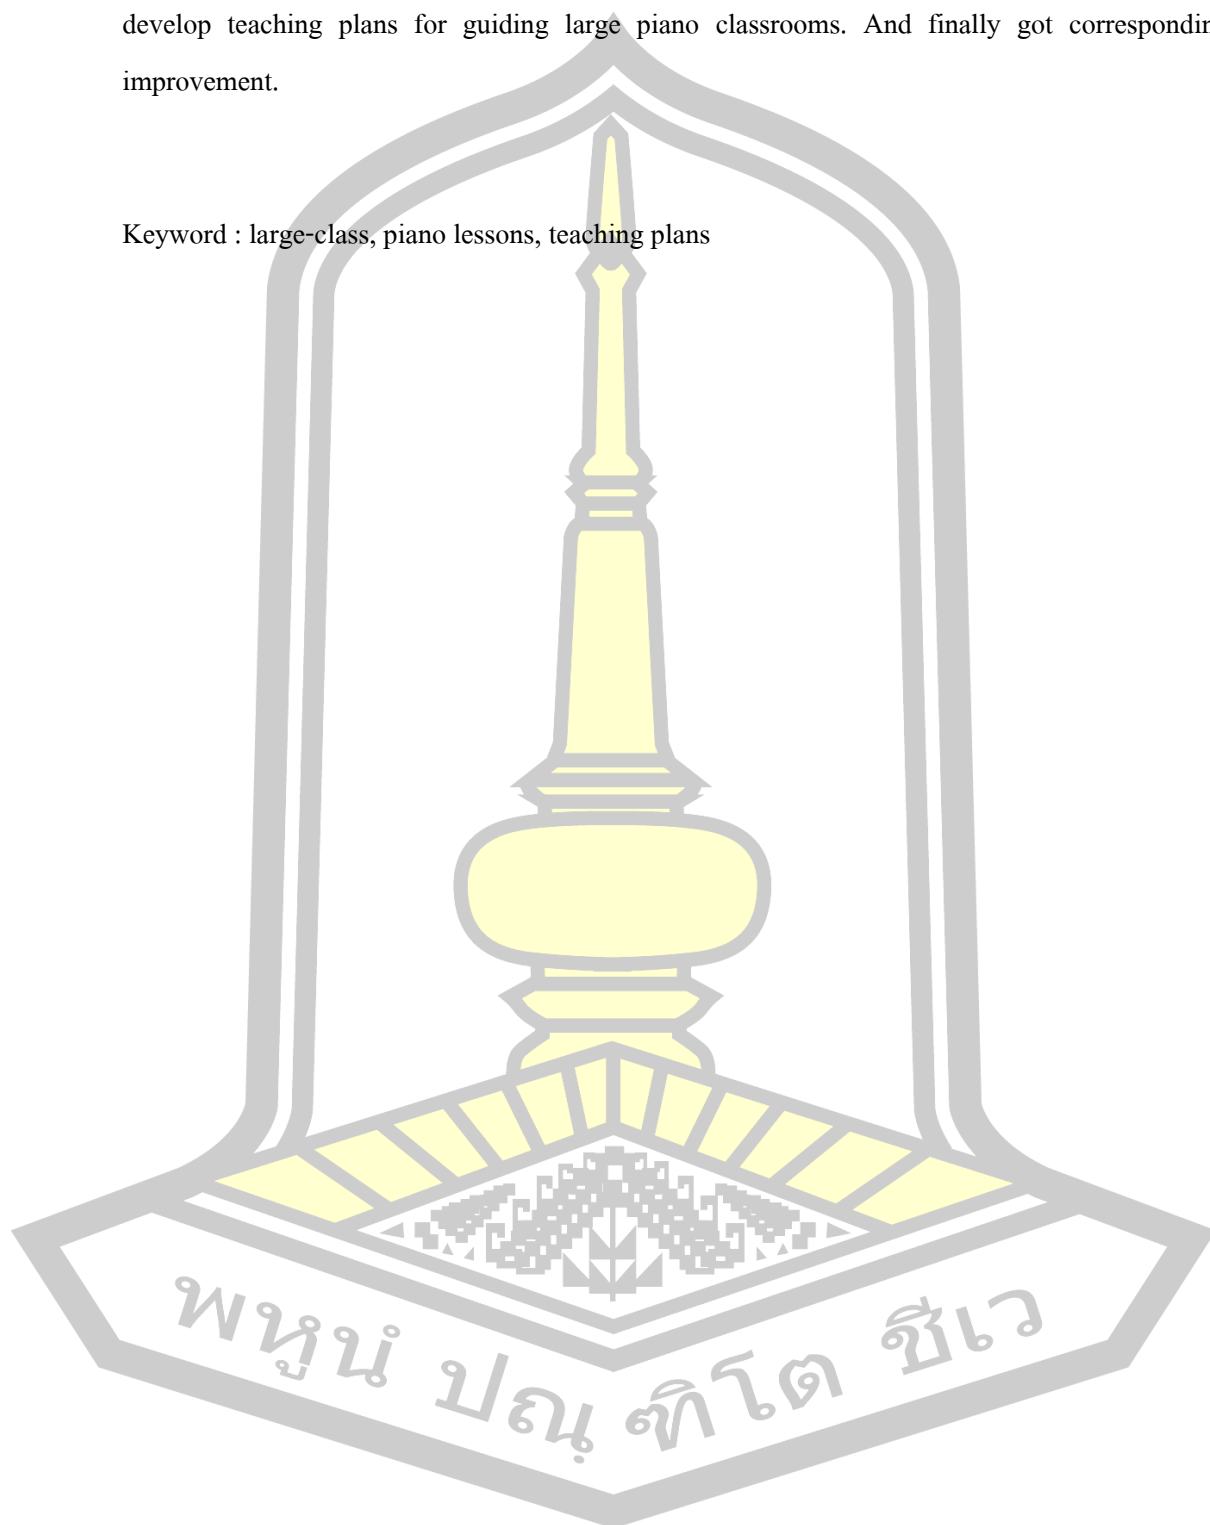 develop teaching plans for guiding large piano classrooms. And finally got correspondin
improvement.
Keyword : large-class, piano lessons, teaching plans
พหูนํ ปณฺฑิโต ชีเว